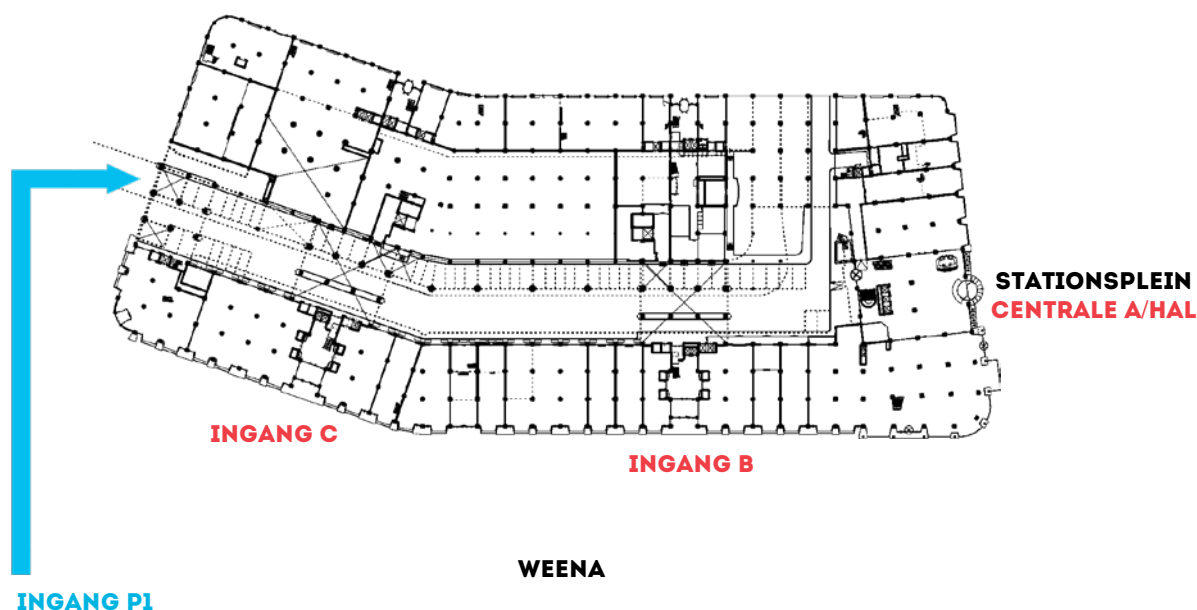 STATIONSPLEIN
CENTRALE A/HAL
INGANG C
INGANG B
WEENA
INGANG P1